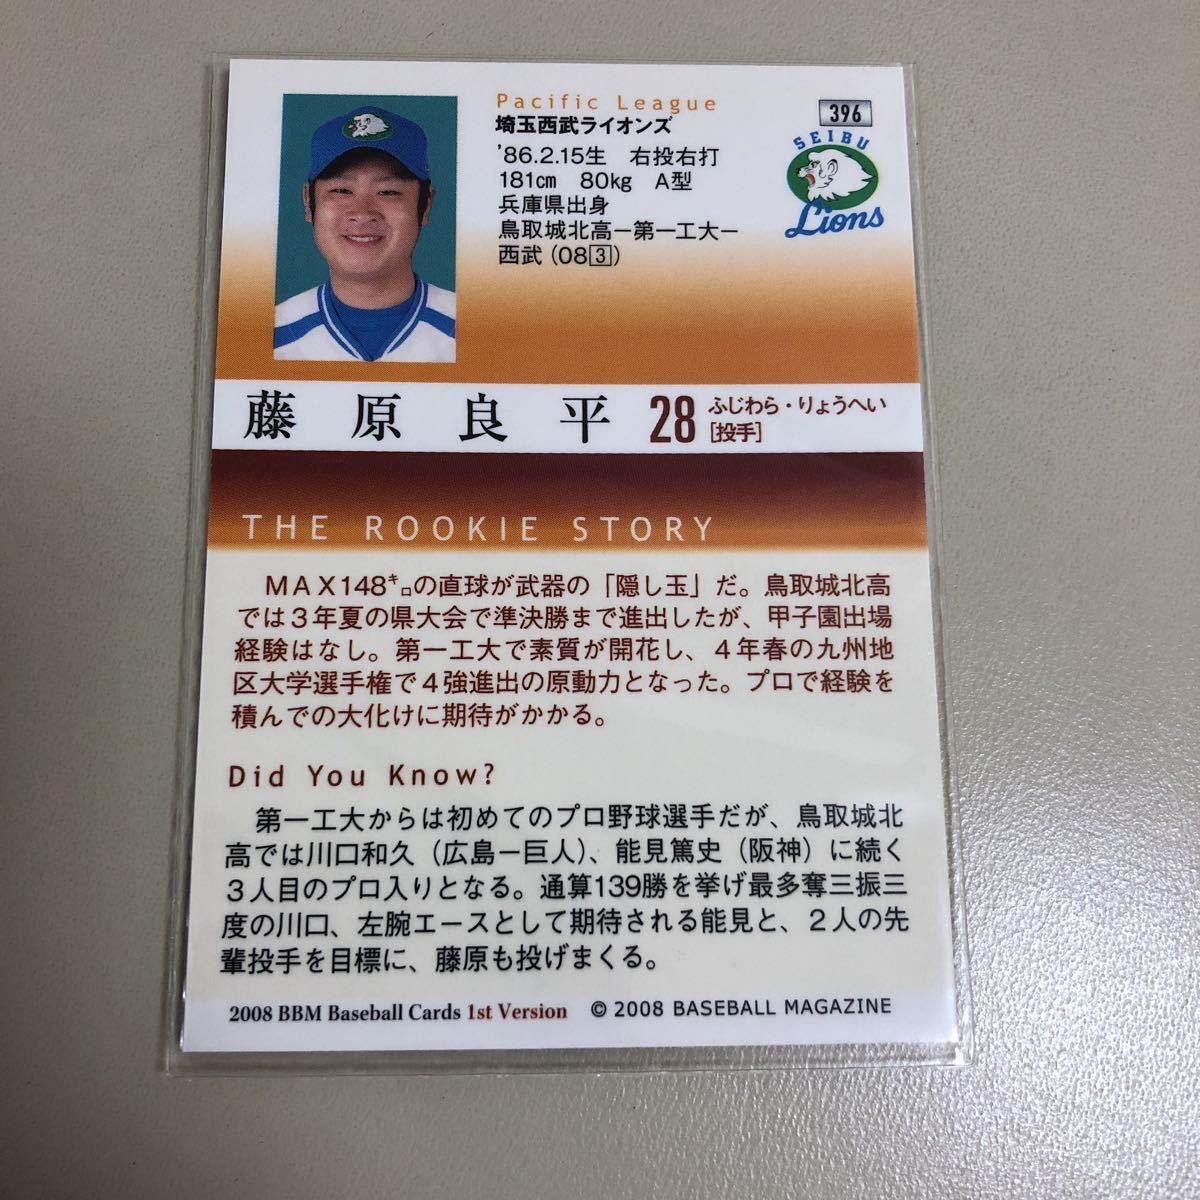 Pacific League
埼玉西武ライオンズ
'86.2.15生　右投右打
181㎝　80㎏　A型
兵庫県出身
鳥取城北高ー第一工大ー
西武 (083)
396
SEIBU
Lions
藤原良平 28 ふじわら・りょうへい
[投手]
THE ROOKIE STORY
ＭＡＸ148㌔の直球が武器の「隠し玉」だ。鳥取城北高
では３年夏の県大会で準決勝まで進出したが、甲子園出場
経験はなし。第一工大で素質が開花し、４年春の九州地
区大学選手権で４強進出の原動力となった。プロで経験を
積んでの大化けに期待がかかる。
Did You Know?
第一工大からは初めてのプロ野球選手だが、鳥取城北
高では川口和久（広島ー巨人）、能見篤史（阪神）に続く
３人目のプロ入りとなる。通算139勝を挙げ最多奪三振三
度の川口、左腕エースとして期待される能見と、２人の先
輩投手を目標に、藤原も投げまくる。
2008 BBM Baseball Cards 1st Version © 2008 BASEBALL MAGAZINE